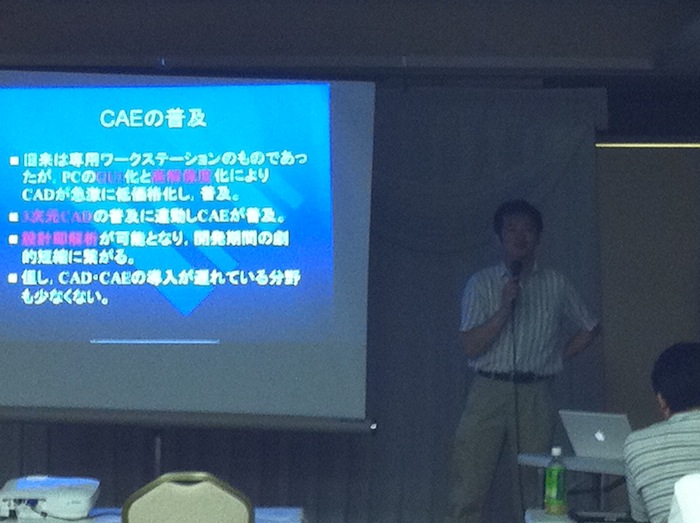 CAEの普及
旧来は専用ワークステーションのものであっ
たが, PCのGUI化と高解像度化により
CADが急激に低価格化し, 普及。
3次元CADの普及に連動しCAEが普及。
設計即解析が可能となり, 開発期間の劇
的短縮に繋がる。
但し, CAD・CAEの導入が遅れている分野
も少なくない。